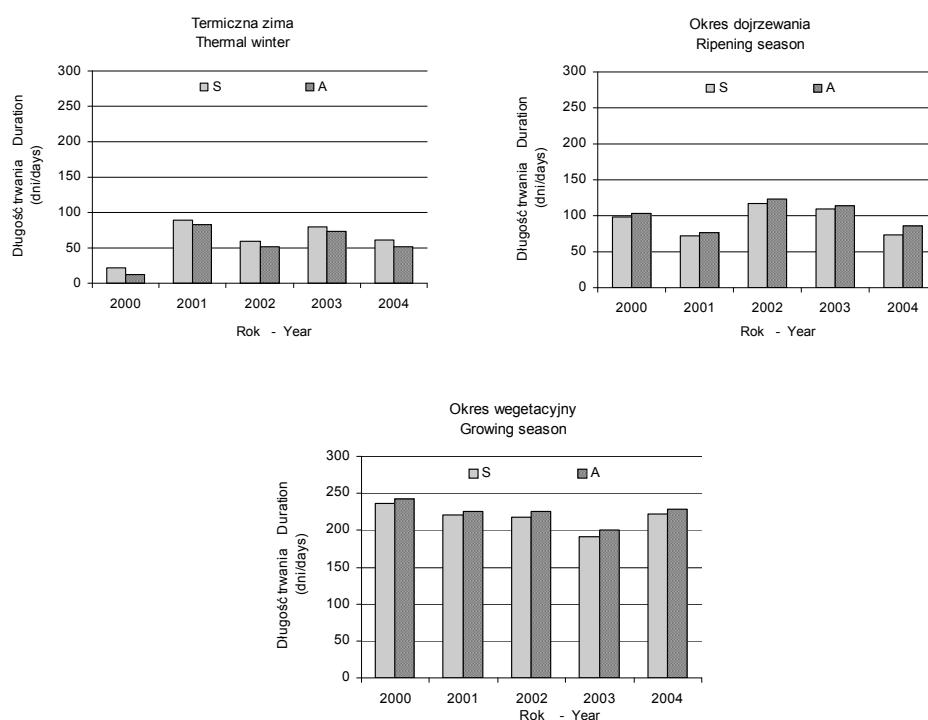 Termiczna zima
Thermal winter
Długość trwania Duration
(dni/days)
300
250
200
150
100
50
0
S
A
2000 2001 2002 2003 2004
Rok - Year
Okres dojrzewania
Ripening season
Długość trwania Duration
(dni/days)
300
250
200
150
100
50
0
S
A
2000 2001 2002 2003 2004
Rok - Year
Okres wegetacyjny
Growing season
Długość trwania Duration
(dni/days)
300
250
200
150
100
50
0
S
A
2000 2001 2002 2003 2004
Rok - Year